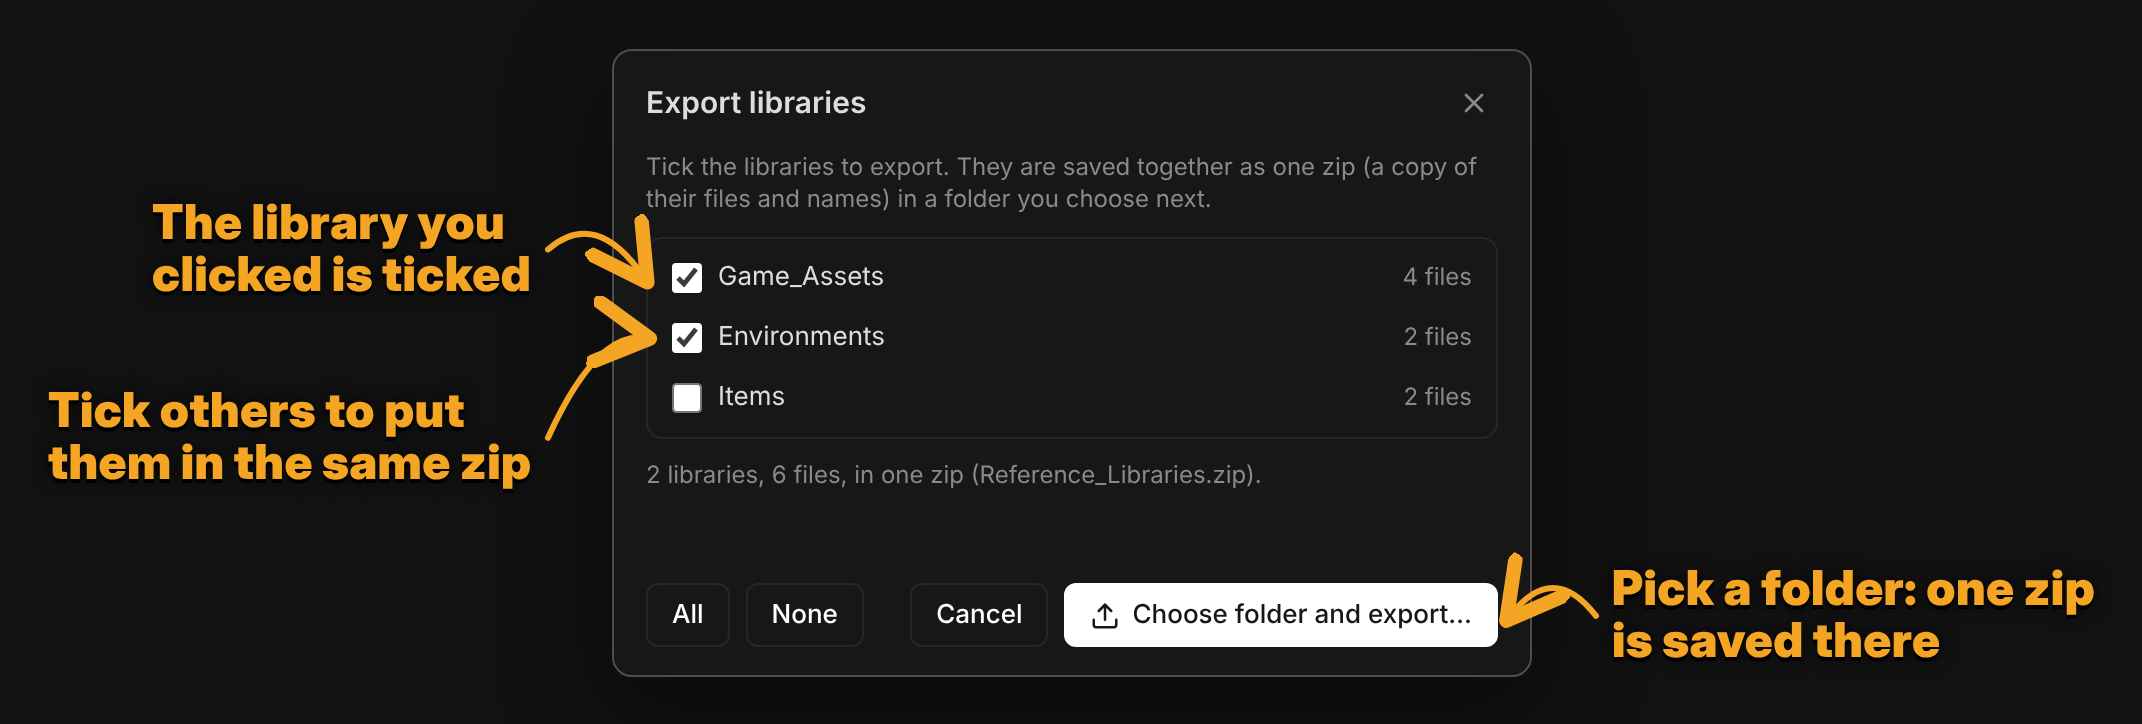 Export libraries
Tick the libraries to export. They are saved together as one zip (a copy of
their files and names) in a folder you choose next.
The library you
clicked is ticked
Game_Assets 4 files
Environments 2 files
Items 2 files
Tick others to put
them in the same zip
2 libraries, 6 files, in one zip (Reference_Libraries.zip).
All None Cancel Choose folder and export...
Pick a folder: one zip
is saved there